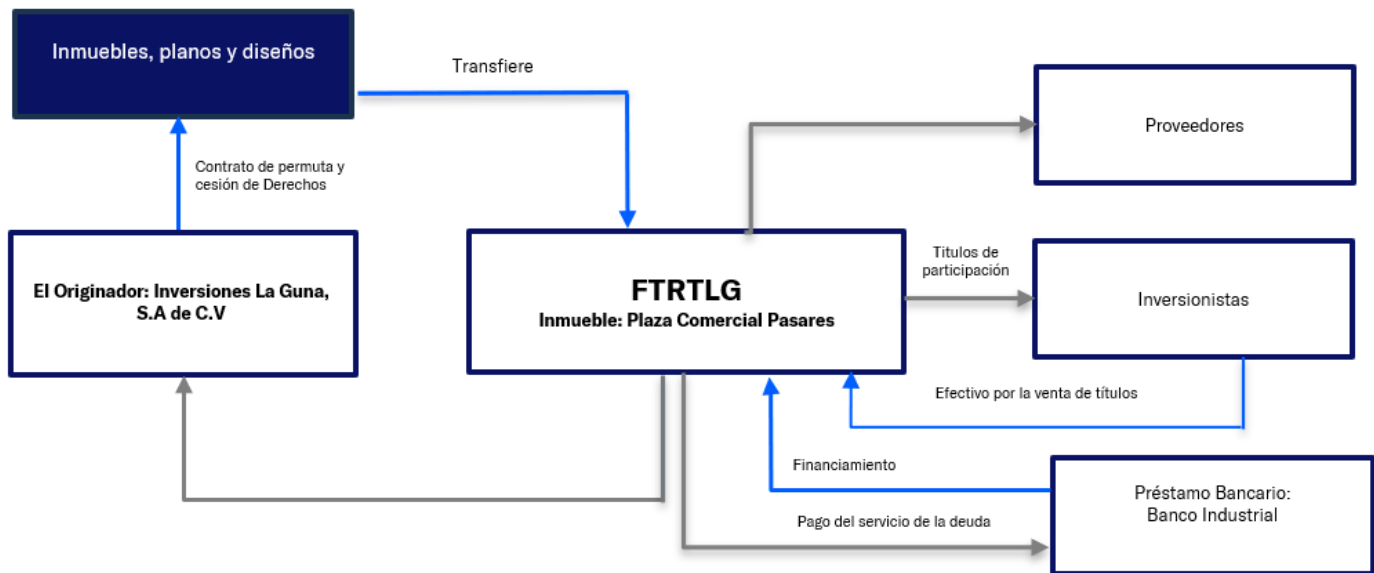 Inmuebles, planos y diseños
Transfiere
Proveedores
Contrato de permuta y
cesión de Derechos
El Originador: Inversiones La Guna,
S.A de C.V
FTRTLG
Inmueble: Plaza Comercial Pasares
Titulos de
participación
Inversionistas
Efectivo por la venta de títulos
Financiamiento
Préstamo Bancario:
Banco Industrial
Pago del servicio de la deuda